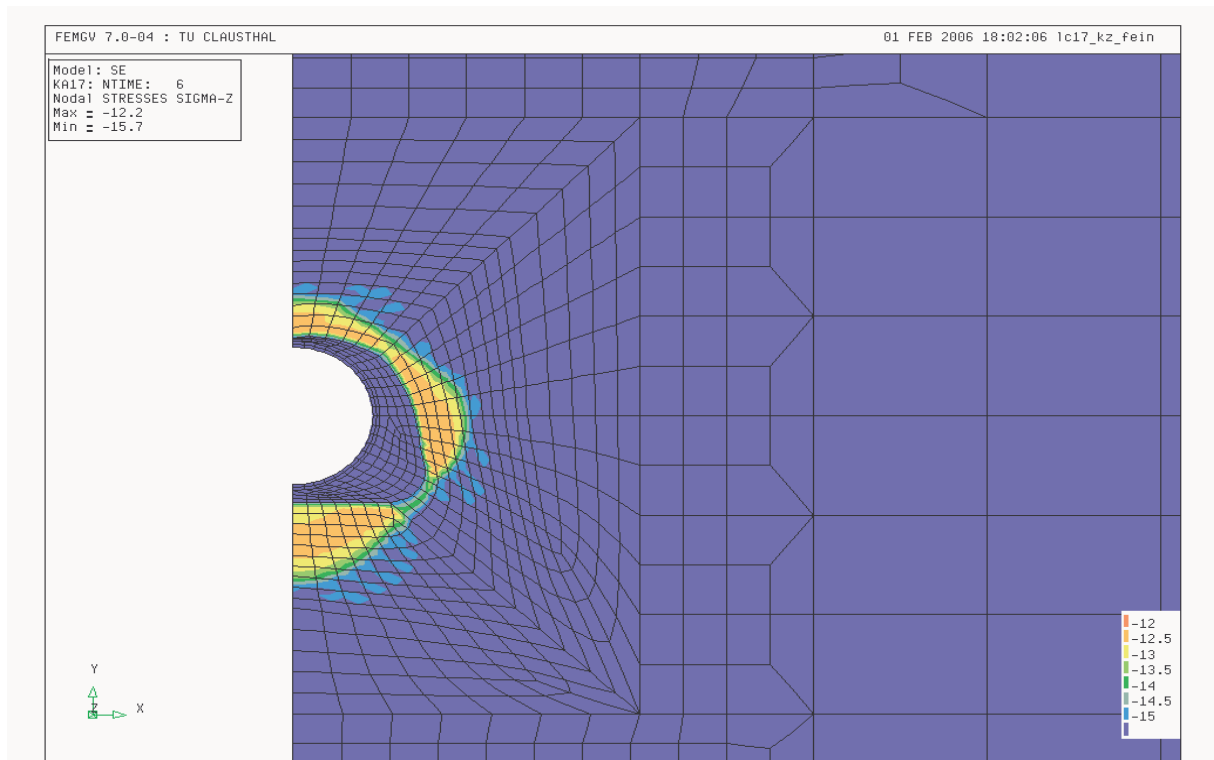 FEMGV 7.0-04 : TU CLAUSTHAL
01 FEB 2006 18:02:06 lc17_kz_fein
Model: SE
KA17: NTIME: 6
Nodal STRESSES SIGMA-Z
Max = -12.2
Min = -15.7
-12
-12.5
-13
-13.5
-14
-14.5
-15
Y
Z
X